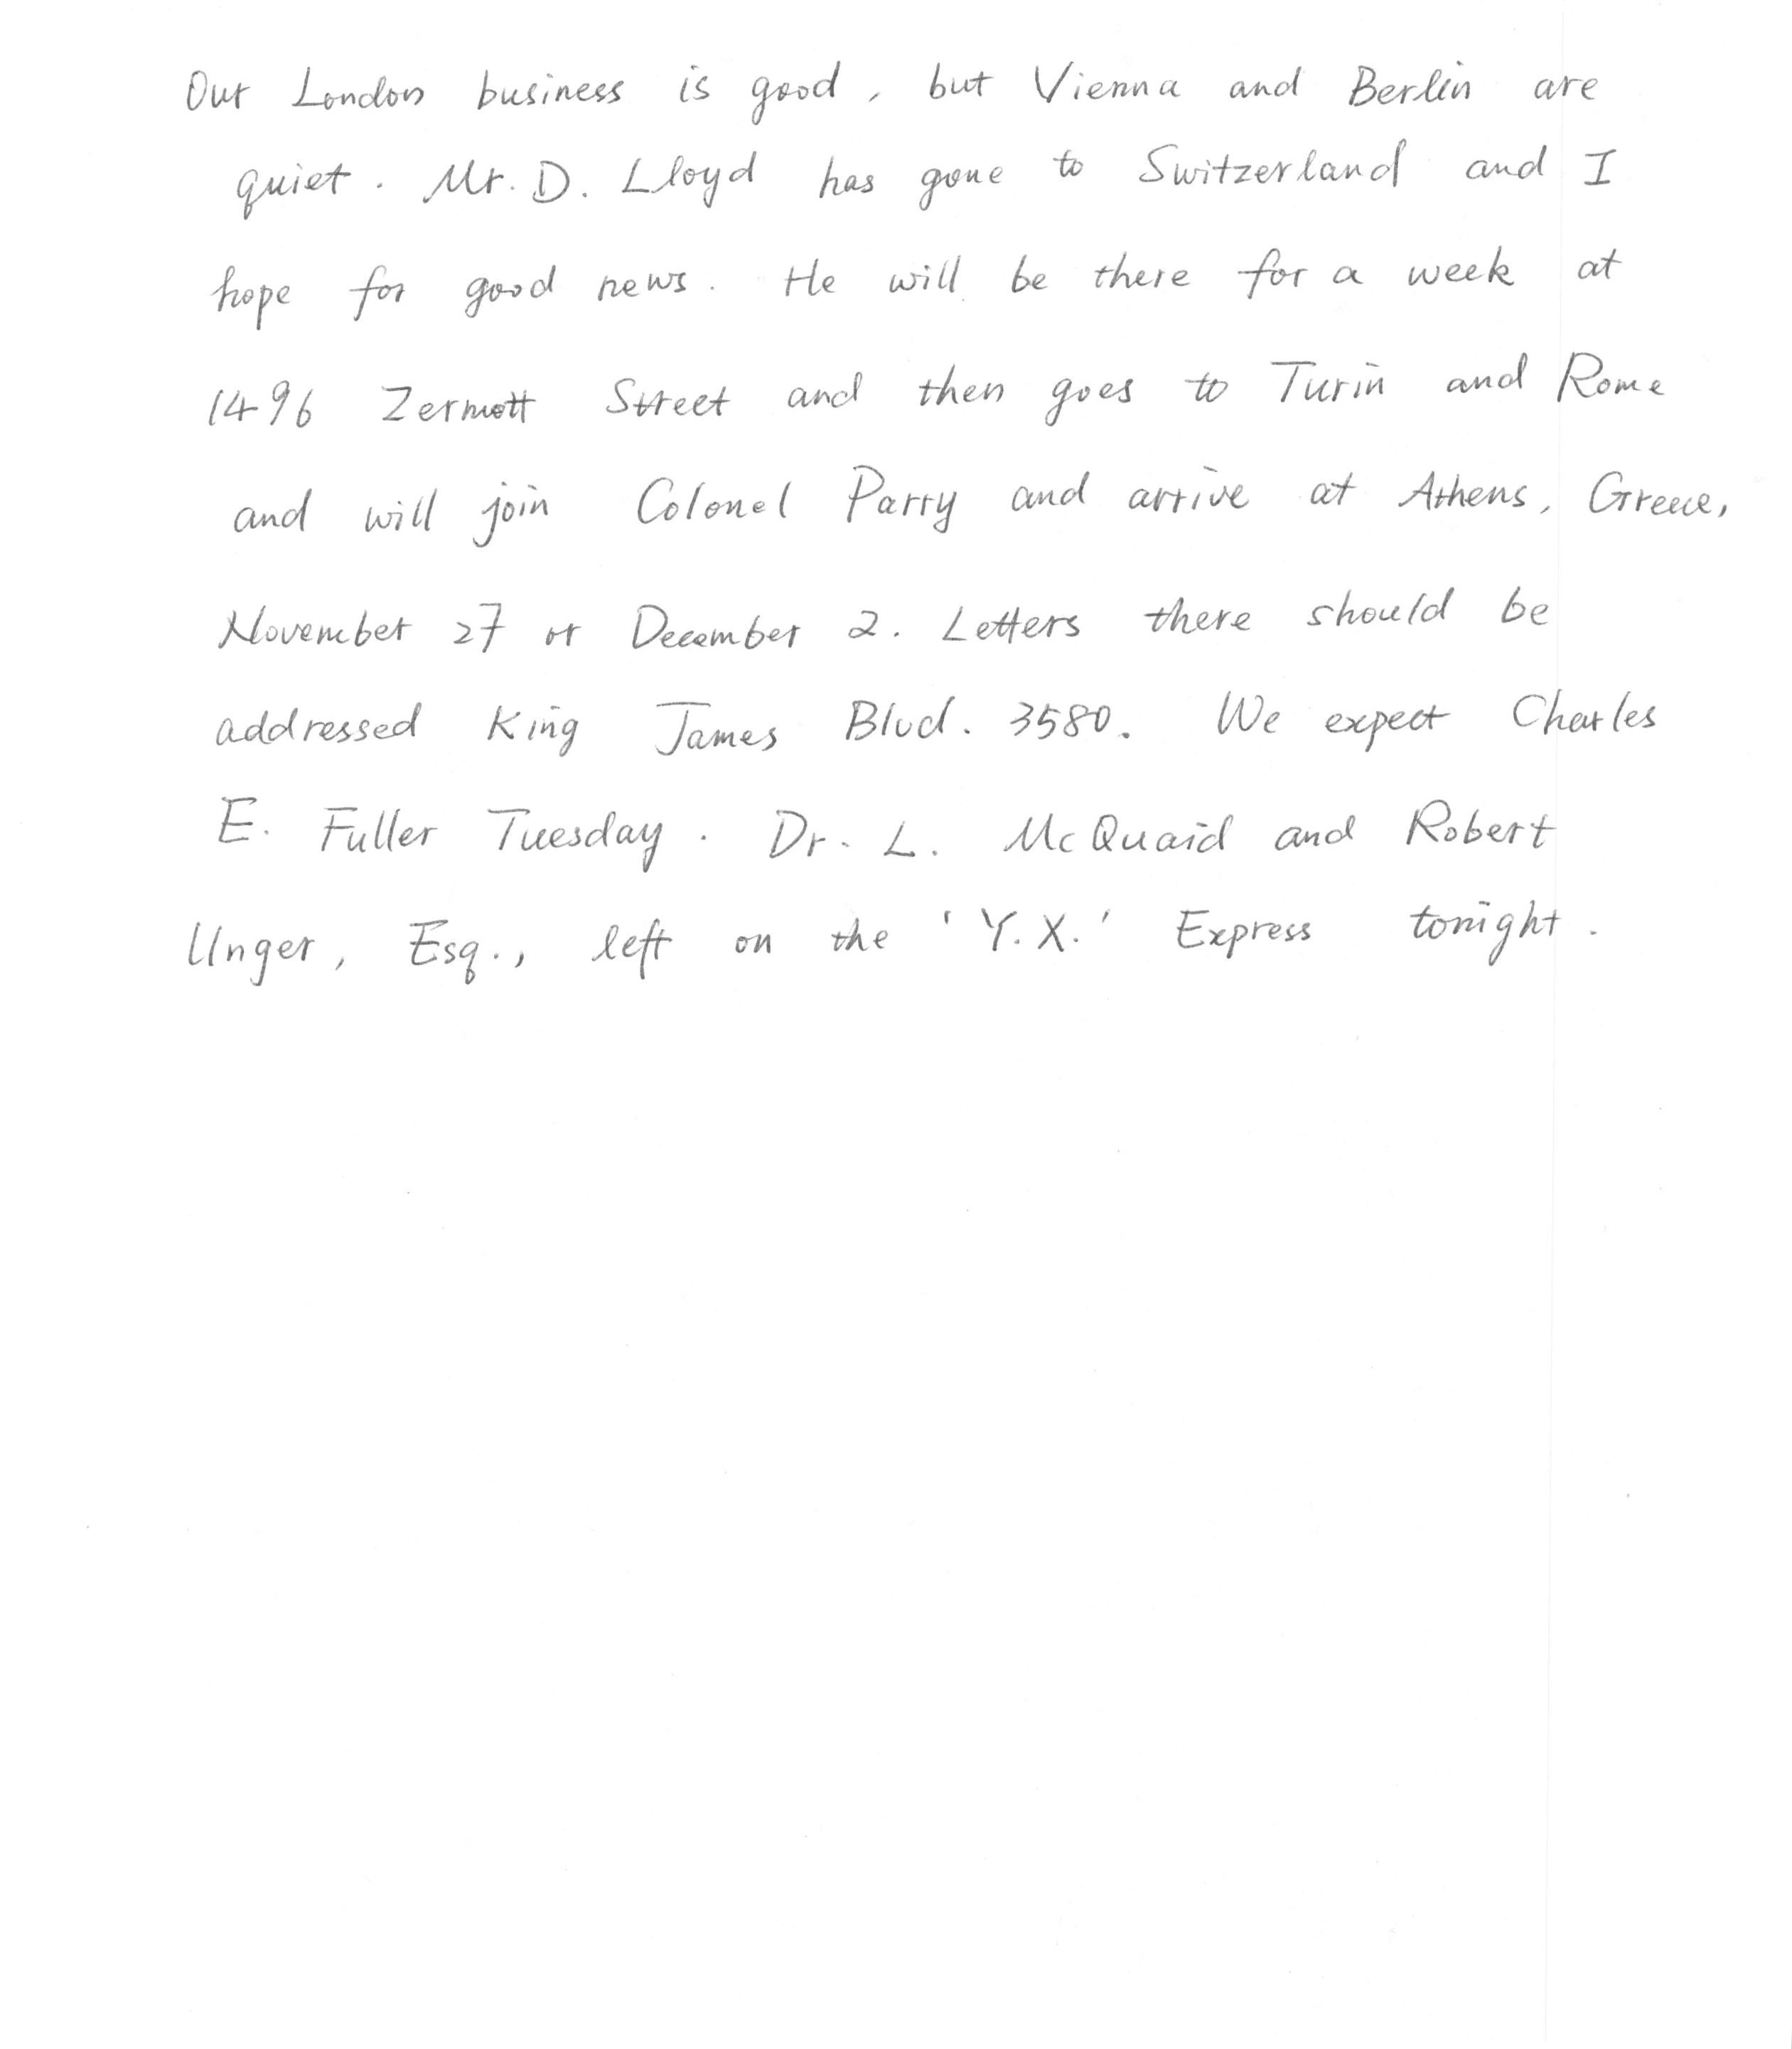 Our London business is good, but Vienna and Berlin are
quiet. Mr. D. Lloyd has gone to Switzerland and I
hope for good news. He will be there for a week at
1496 Zermott Street and then goes to Turin and Rome
and will join Colonel Parry and arrive at Athens, Greece,
November 27 or December 2. Letters there should be
addressed King James Blvd. 3580. We expect Charles
E. Fuller Tuesday. Dr. L. McQuaid and Robert
Unger, Esq., left on the 'Y.X.' Express tonight.